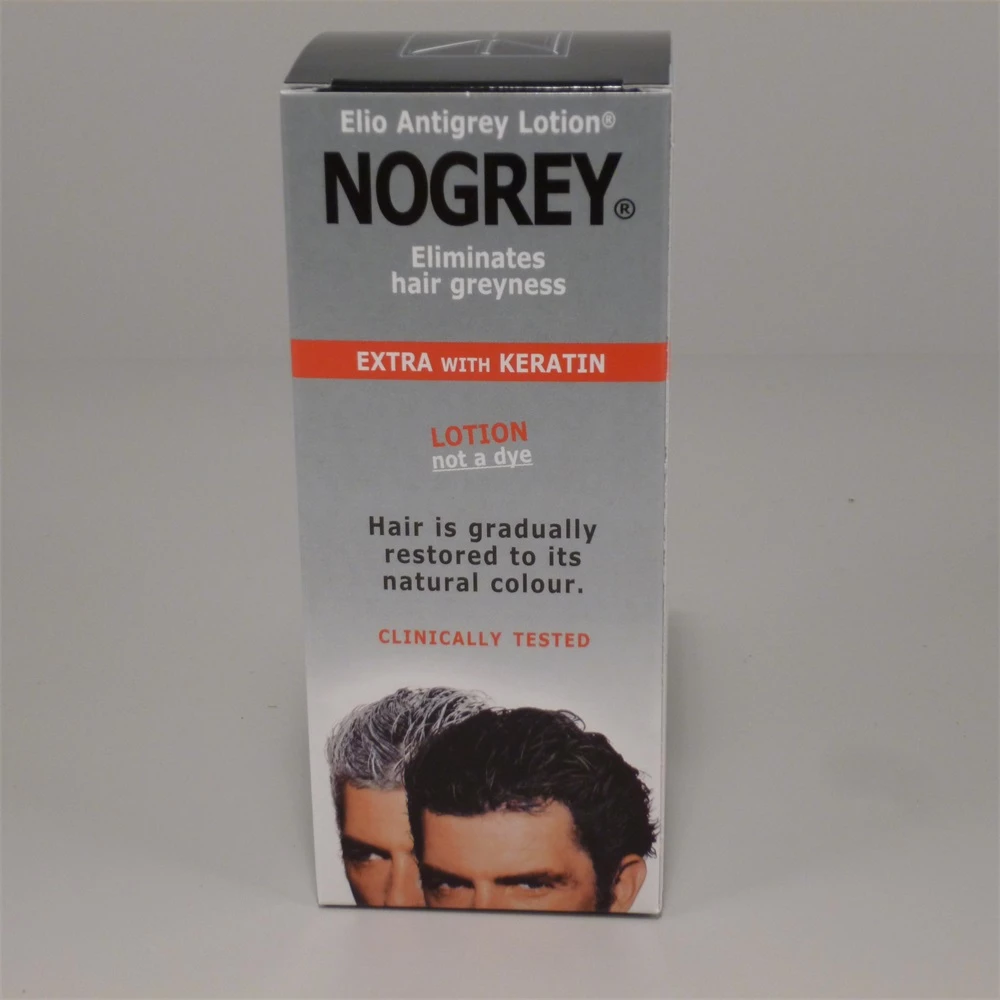 Elio Antigrey Lotion®
NOGREY®
Eliminates
hair greyness
EXTRA WITH KERATIN
LOTION
not a dye
Hair is gradually
restored to its
natural colour.
CLINICALLY TESTED